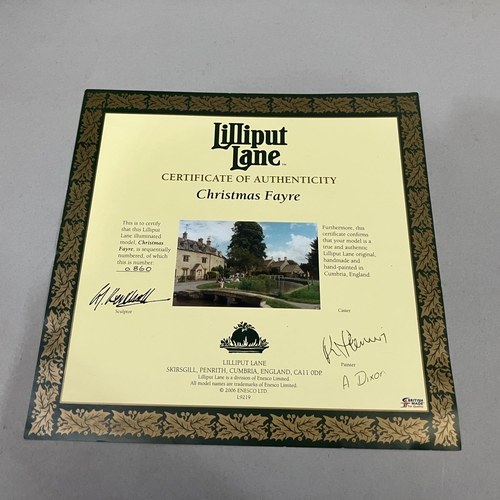 Lilliput
Lane™
CERTIFICATE OF AUTHENTICITY
Christmas Fayre
This is to certify
that this Lilliput
Lane illuminated
model, Christmas
Fayre, is sequentially
numbered, of which
this is number:
0860
Sculptor
Furthermore, this
certificate confirms
that your model is a
true and authentic
Lilliput Lane original,
handmade and
hand-painted in
Cumbria, England.
Caster
Painter
A Dixon
LILLIPUT LANE
SKIRSGILL, PENRITH, CUMBRIA, ENGLAND, CA11 0DP
Lilliput Lane is a division of Enesco Limited.
All model names are trademarks of Enesco Limited.
© 2006 ENESCO LTD
L9219
BRITISH
MADE